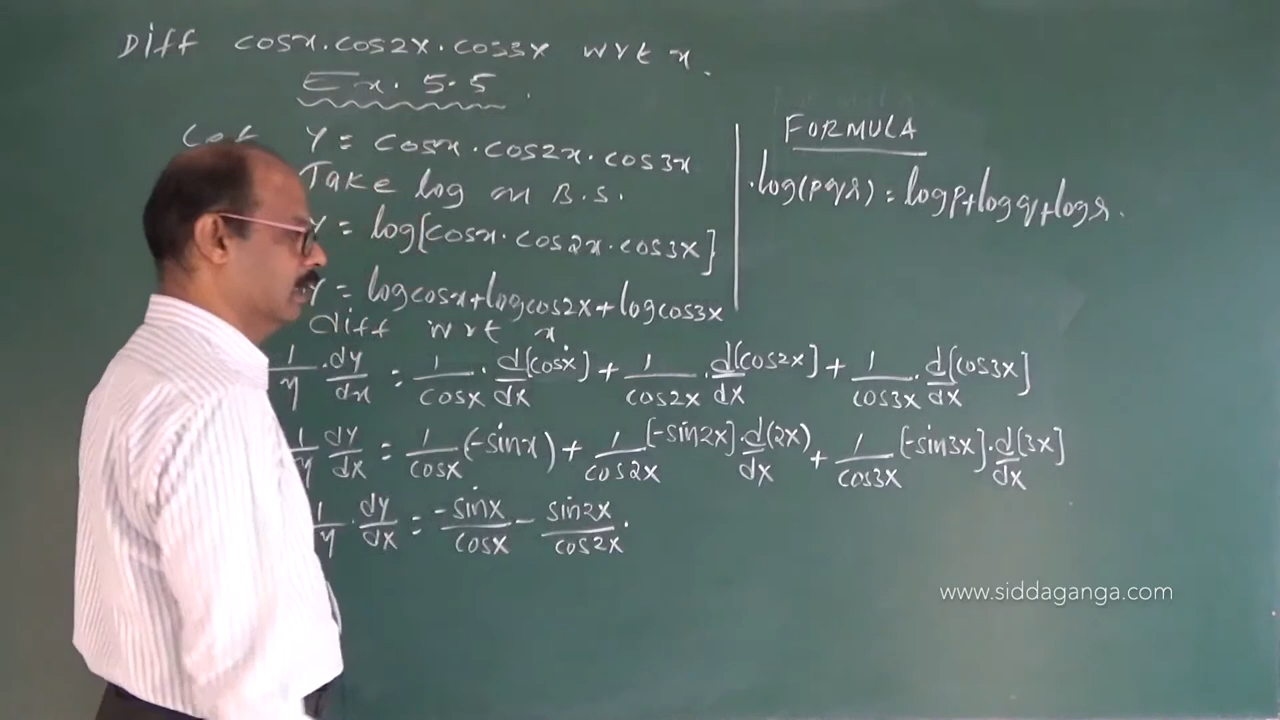 Diff cosx.cos2x.cos3x wrt x.
Ex. 5.5.
Let Y = cosx.cos2x.cos3x
Take log on B.S.
Y = log[cosx.cos2x.cos3x]
Y = logcosx+logcos2x+logcos3x
diff wrt x
1/y . dy/dx = 1/cosx . d/dx(cosx] + 1/cos2x . d/dx(cos2x] + 1/cos3x . d/dx[cos3x]
1/y dy/dx = 1/cosx (-sinx) + 1/cos2x [-sin2x].d/dx(2x) + 1/cos3x [-sin3x].d/dx[3x]
1/y . dy/dx = -sinx/cosx - sin2x/cos2x .
FORMULA
.log(pqr) = logp+logq+logr.
www.siddaganga.com